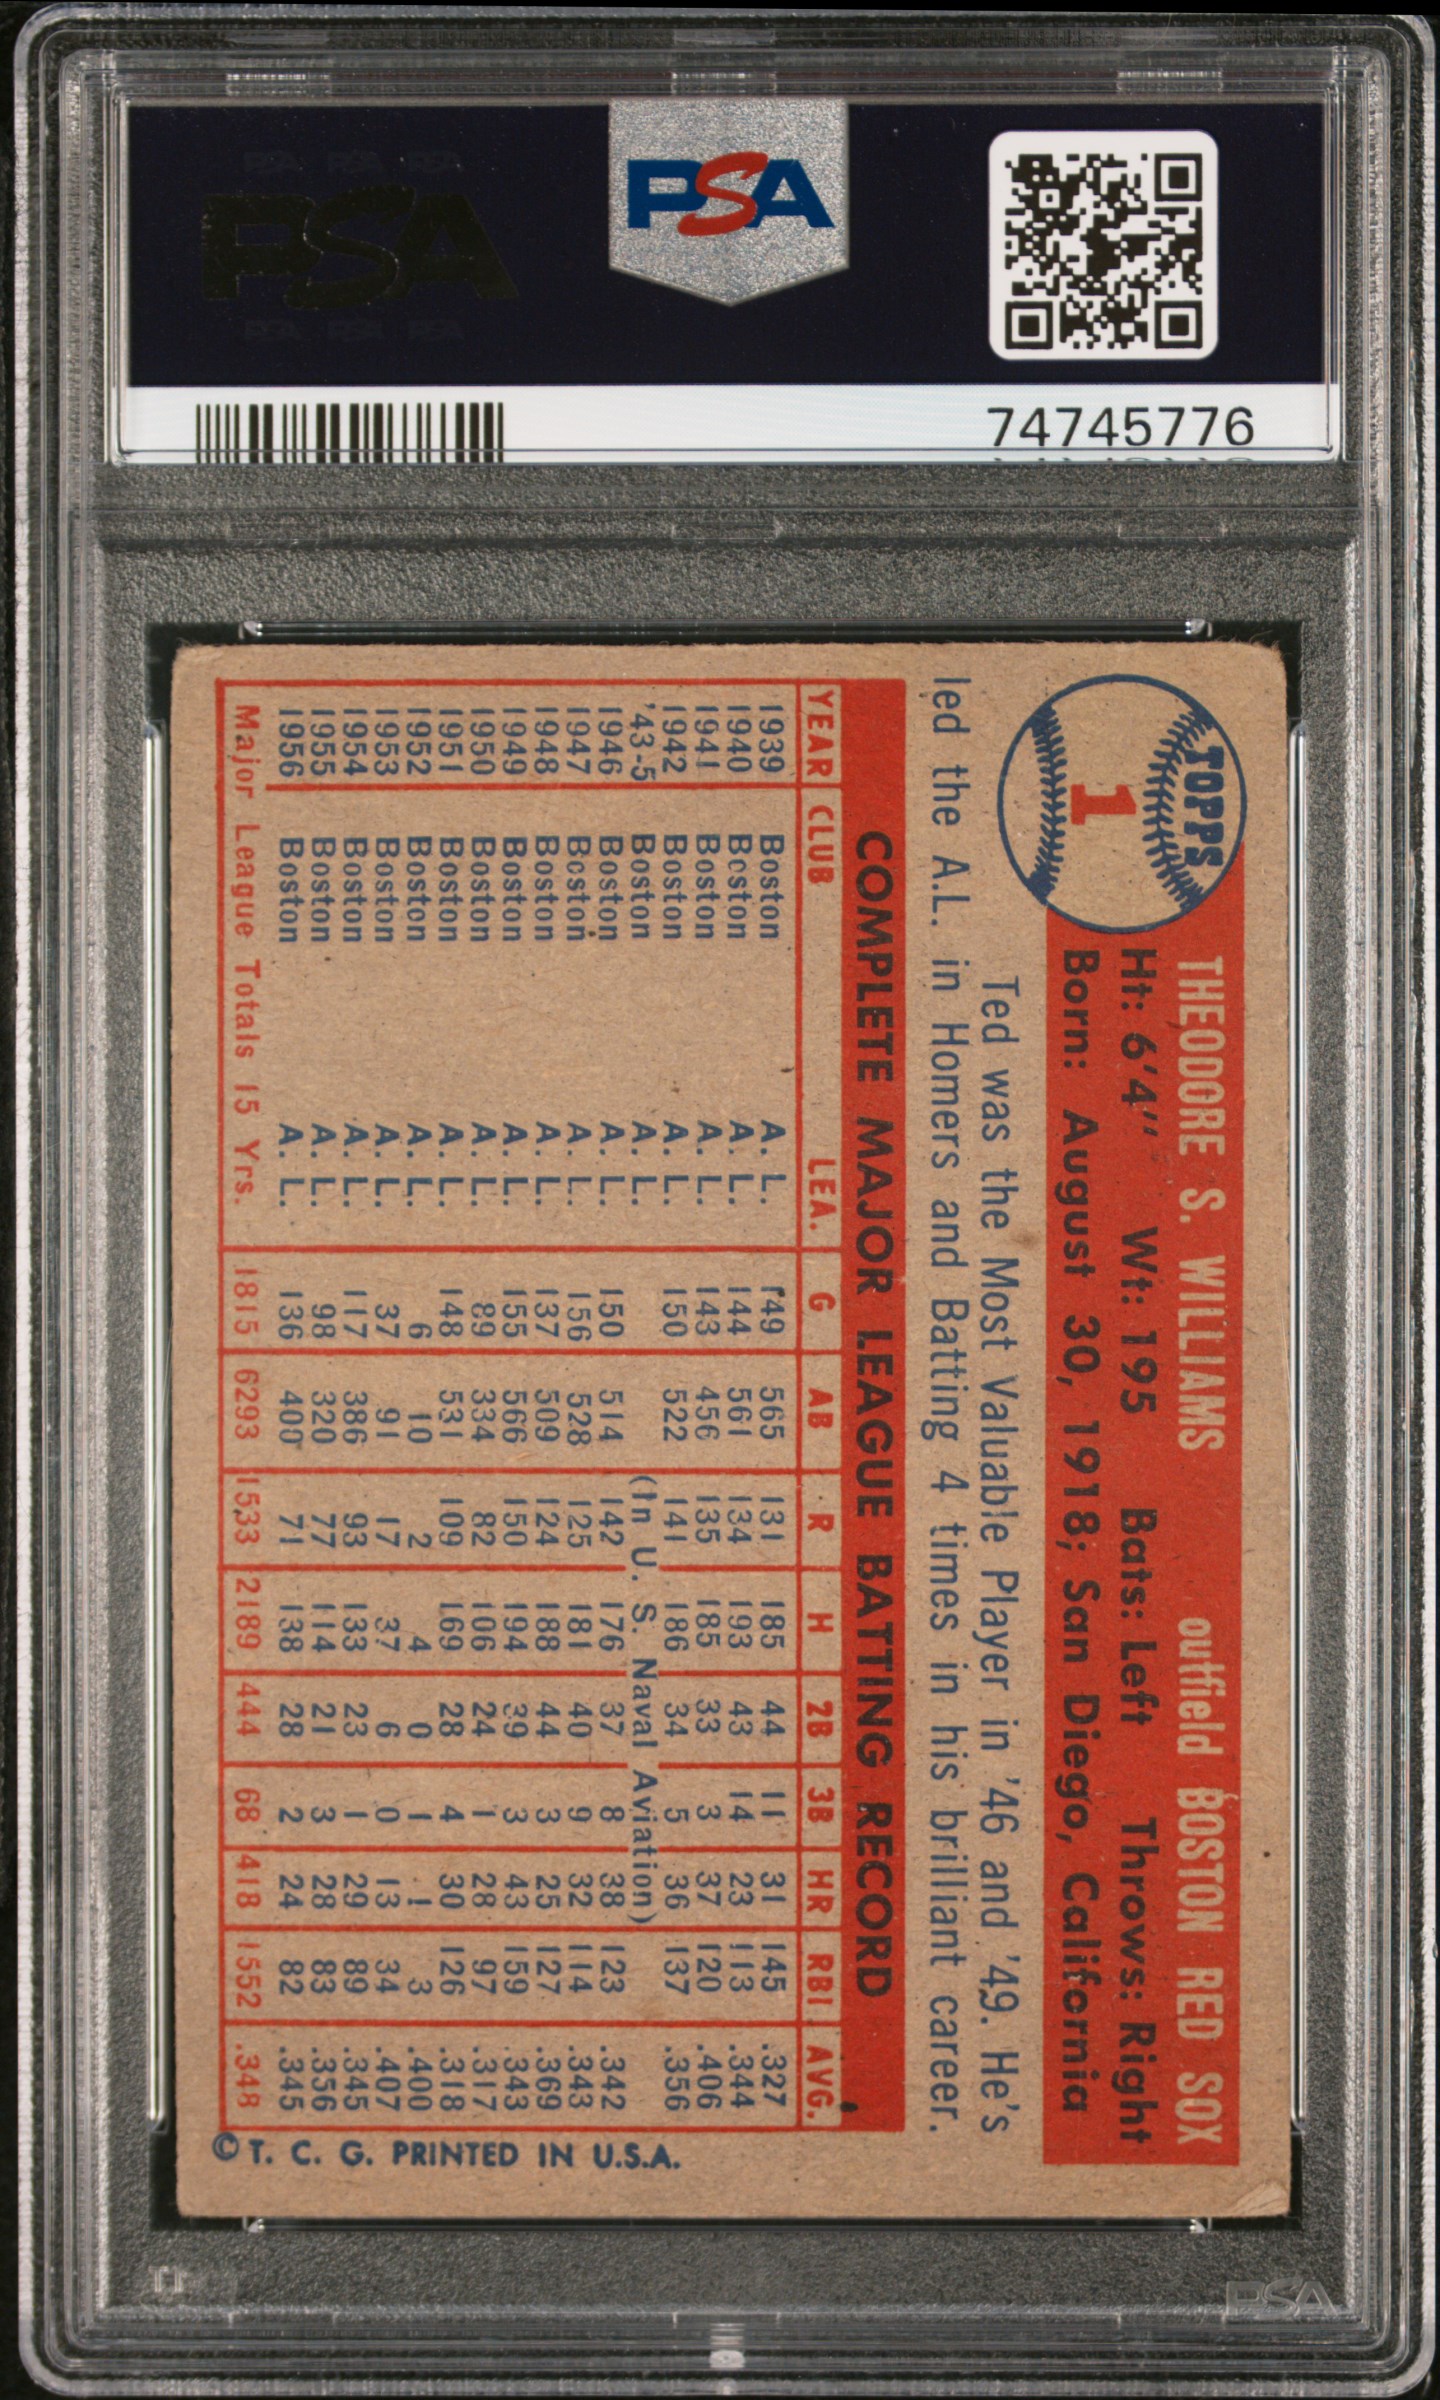 PSA PSA PSA
PSA
PSA PSA PSA
PSA
74745776
TOPPS
1
THEODORE S. WILLIAMS outfield BOSTON RED SOX
Ht: 6'4" Wt: 195 Bats: Left Throws: Right
Born: August 30, 1918; San Diego, California
Ted was the Most Valuable Player in '46 and '49. He's
led the A.L. in Homers and Batting 4 times in his brilliant career.
COMPLETE MAJOR LEAGUE BATTING RECORD
YEAR CLUB LEA. G AB R H 2B 3B HR RBI AVG.
1939 Boston A. L. 149 565 131 185 44 11 31 145 .327
1940 Boston A. L. 144 561 134 193 43 14 23 113 .344
1941 Boston A. L. 143 456 135 185 33 3 37 120 .406
1942 Boston A. L. 150 522 141 186 34 5 36 137 .356
'43-5 Boston A. L. (In U. S. Naval Aviation)
1946 Boston A. L. 150 514 142 176 37 8 38 123 .342
1947 Boston A. L. 156 528 125 181 40 9 32 114 .343
1948 Boston A. L. 137 509 124 188 44 3 25 127 .369
1949 Boston A. L. 155 566 150 194 39 3 43 159 .343
1950 Boston A. L. 89 334 82 106 24 1 28 97 .317
1951 Boston A. L. 148 531 109 169 28 4 30 126 .318
1952 Boston A. L. 6 10 2 4 0 1 1 3 .400
1953 Boston A. L. 37 91 17 37 6 0 13 34 .407
1954 Boston A. L. 117 386 93 133 23 1 29 89 .345
1955 Boston A. L. 98 320 77 114 21 3 28 83 .356
1956 Boston A. L. 136 400 71 138 28 2 24 82 .345
Major League Totals 15 Yrs. 1815 6293 1533 2189 444 68 418 1552 .348
© T. C. G. PRINTED IN U.S.A.
PSA